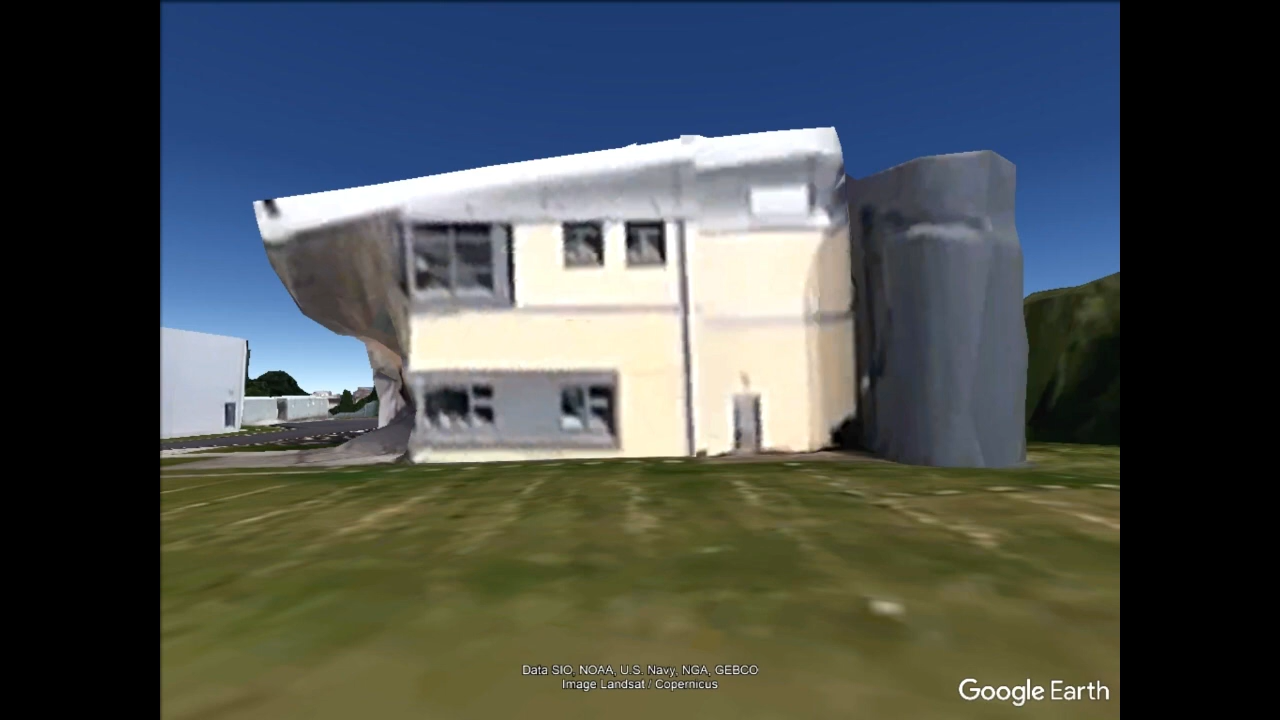 Data SIO, NOAA, U.S. Navy, NGA, GEBCO
Image Landsat / Copernicus
Google Earth